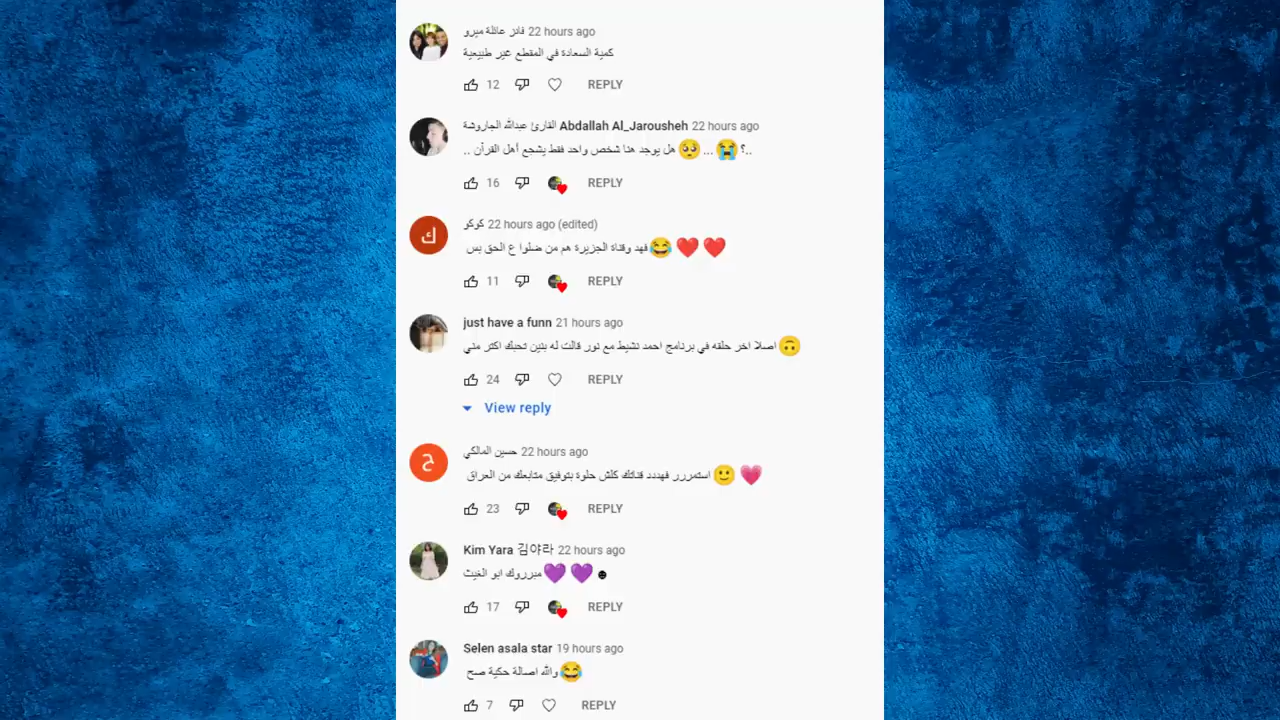 فانز عائلة ميرو 22 hours ago
كمية السعادة في المقطع غير طبيعية
12 REPLY
القارئ عبدالله الجاروشة Abdallah Al_Jarousheh 22 hours ago
هل يوجد هنا شخص واحد فقط يشجع أهل القرآن .. 🥺... 😭؟..
16 REPLY
كوكو 22 hours ago (edited)
فهد وقناة الجزيرة هم من ضلوا ع الحق بس 😂❤️❤️
11 REPLY
just have a funn 21 hours ago
اصلا اخر حلقه في برنامج احمد نشيط مع نور قالت له بنين تحبك اكتر مني 🙃
24 REPLY
View reply
حسين المالكي 22 hours ago
استمررر فهددد قناتك كلش حلوة بتوفيق متابعك من العراق 🙂💗
23 REPLY
Kim Yara 김야라 22 hours ago
مبرروك ابو الغيث 💜💜☻
17 REPLY
Selen asala star 19 hours ago
والله اصالة حكية صح 😂
7 REPLY
ك
ح